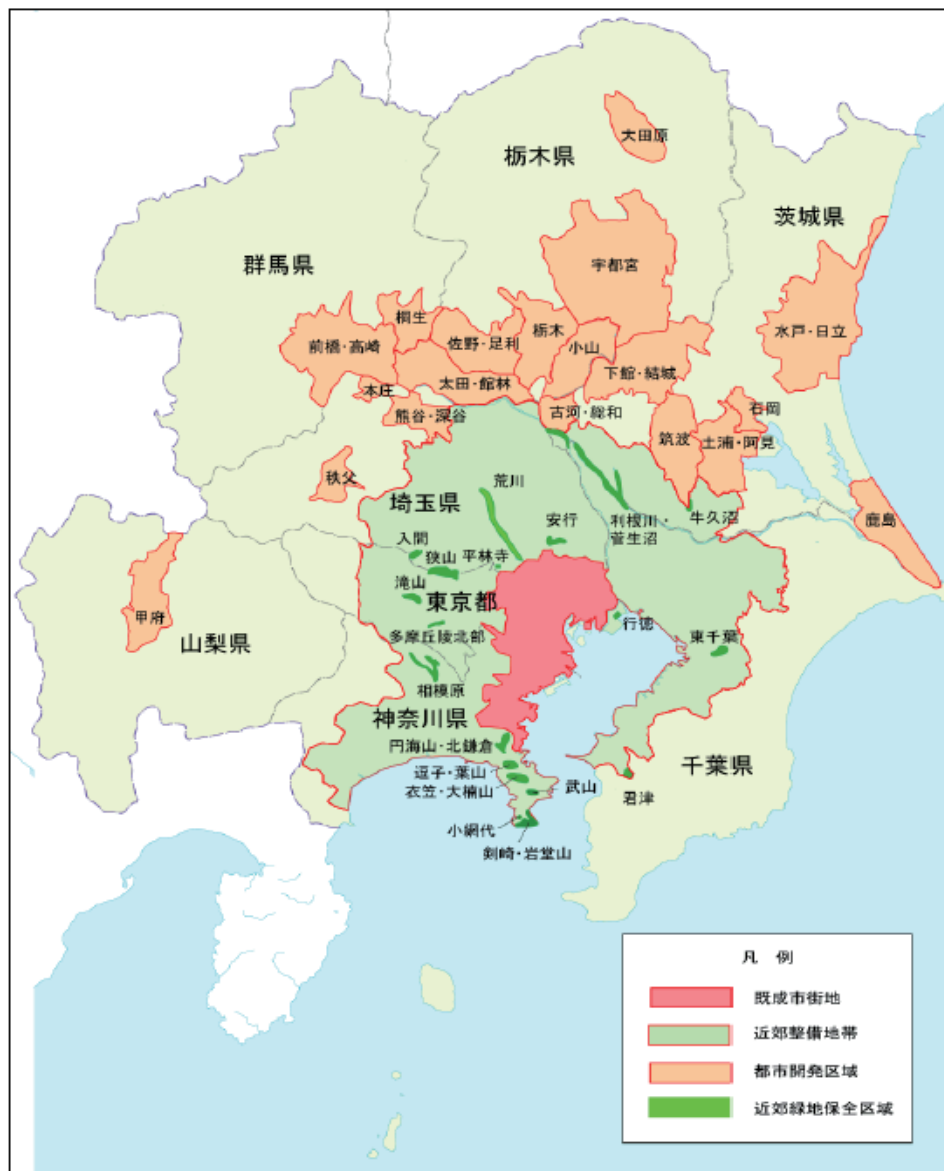 大田原
栃木県
茨城県
宇都宮
群馬県
桐生
栃木
水戸・日立
前橋・高崎
佐野・足利
小山
下館・結城
太田・館林
本庄
石岡
熊谷・深谷
古河・総和
筑波
土浦・阿見
秩父
荒川
埼玉県
利根川・
菅生沼
牛久沼
鹿島
安行
入間
狭山
平林寺
滝山
東京都
甲府
行徳
多摩丘陵北部
東千葉
山梨県
相模原
神奈川県
円海山・北鎌倉
千葉県
逗子・葉山
武山
衣笠・大楠山
君津
小網代
剣崎・岩堂山
凡 例
既成市街地
近郊整備地帯
都市開発区域
近郊緑地保全区域